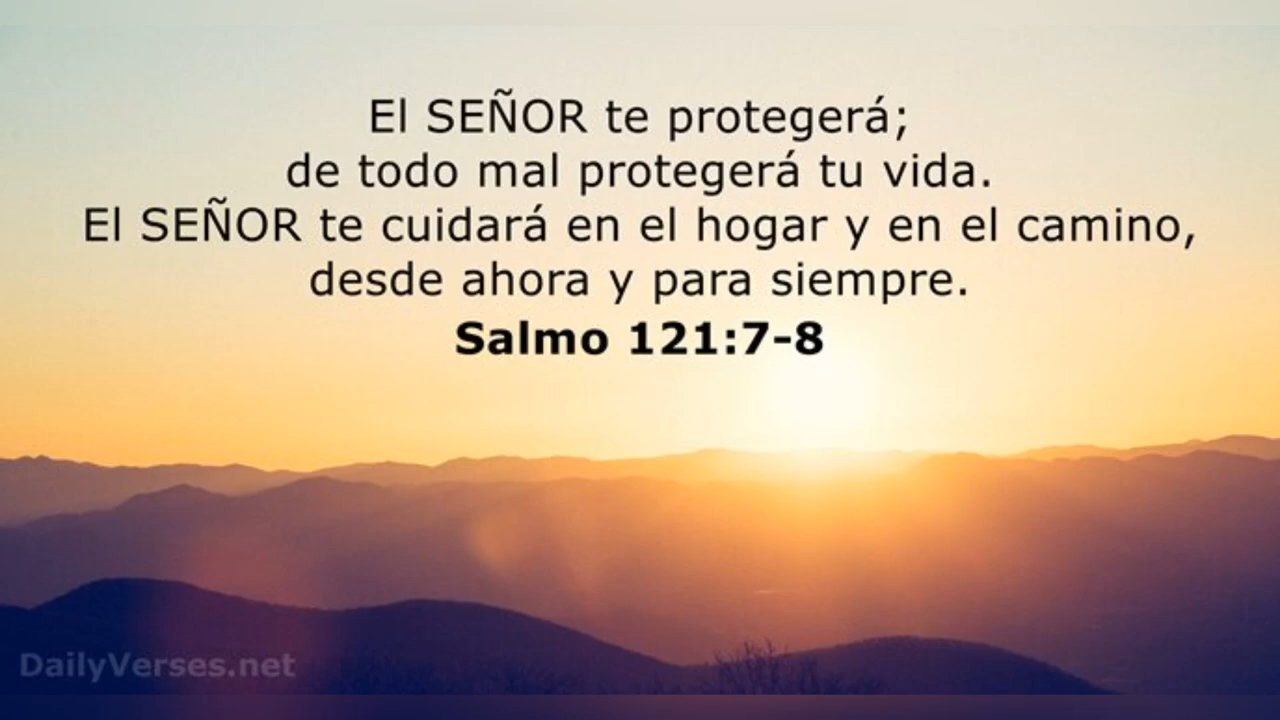 El SEÑOR te protegerá;
de todo mal protegerá tu vida.
El SEÑOR te cuidará en el hogar y en el camino,
desde ahora y para siempre.
Salmo 121:7-8
DailyVerses.net